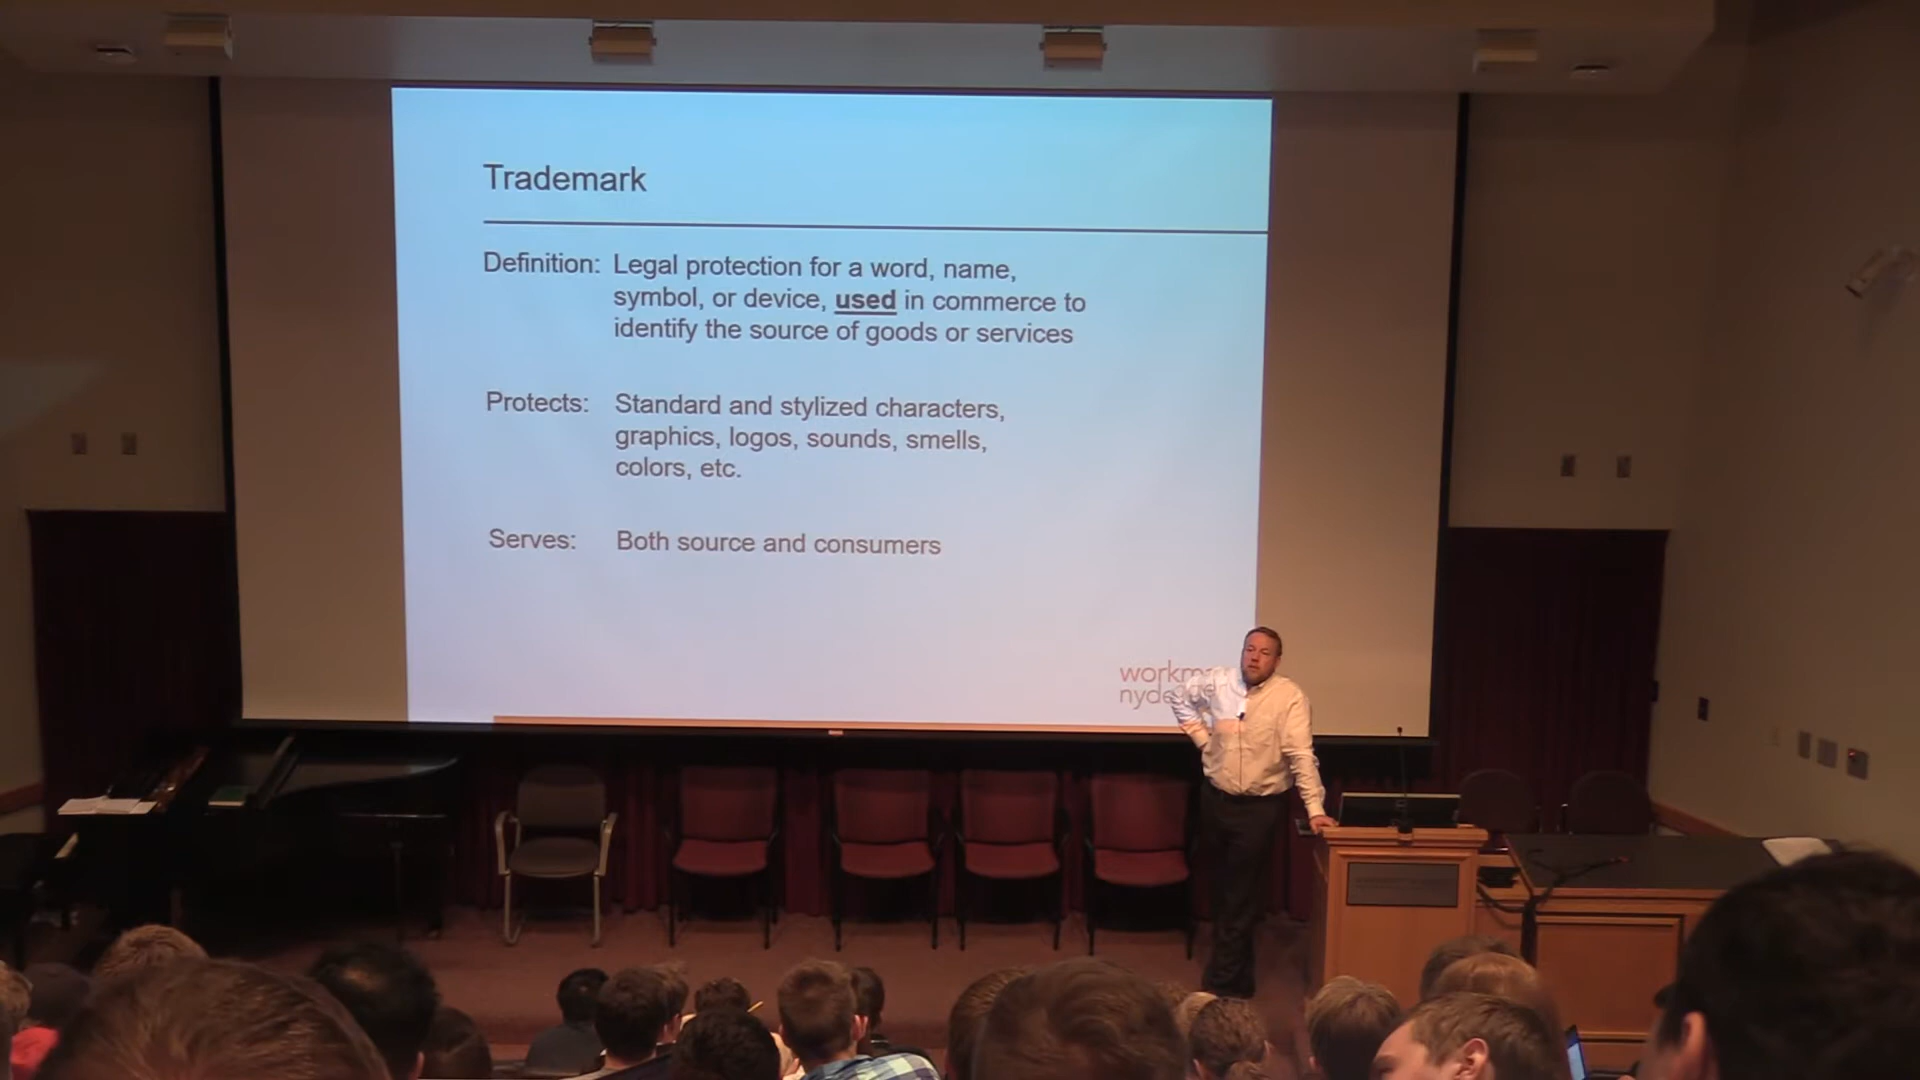 Trademark
Definition: Legal protection for a word, name,
symbol, or device, used in commerce to
identify the source of goods or services
Protects: Standard and stylized characters,
graphics, logos, sounds, smells,
colors, etc.
Serves: Both source and consumers